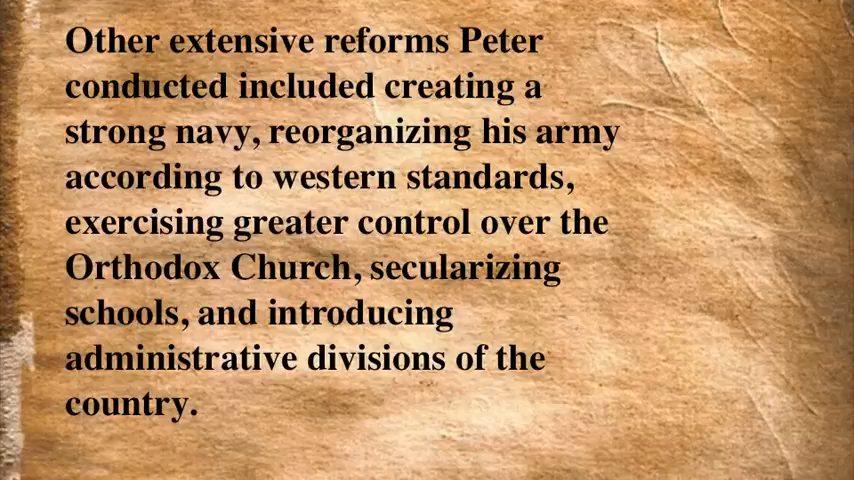 Other extensive reforms Peter
conducted included creating a
strong navy, reorganizing his army
according to western standards,
exercising greater control over the
Orthodox Church, secularizing
schools, and introducing
administrative divisions of the
country.